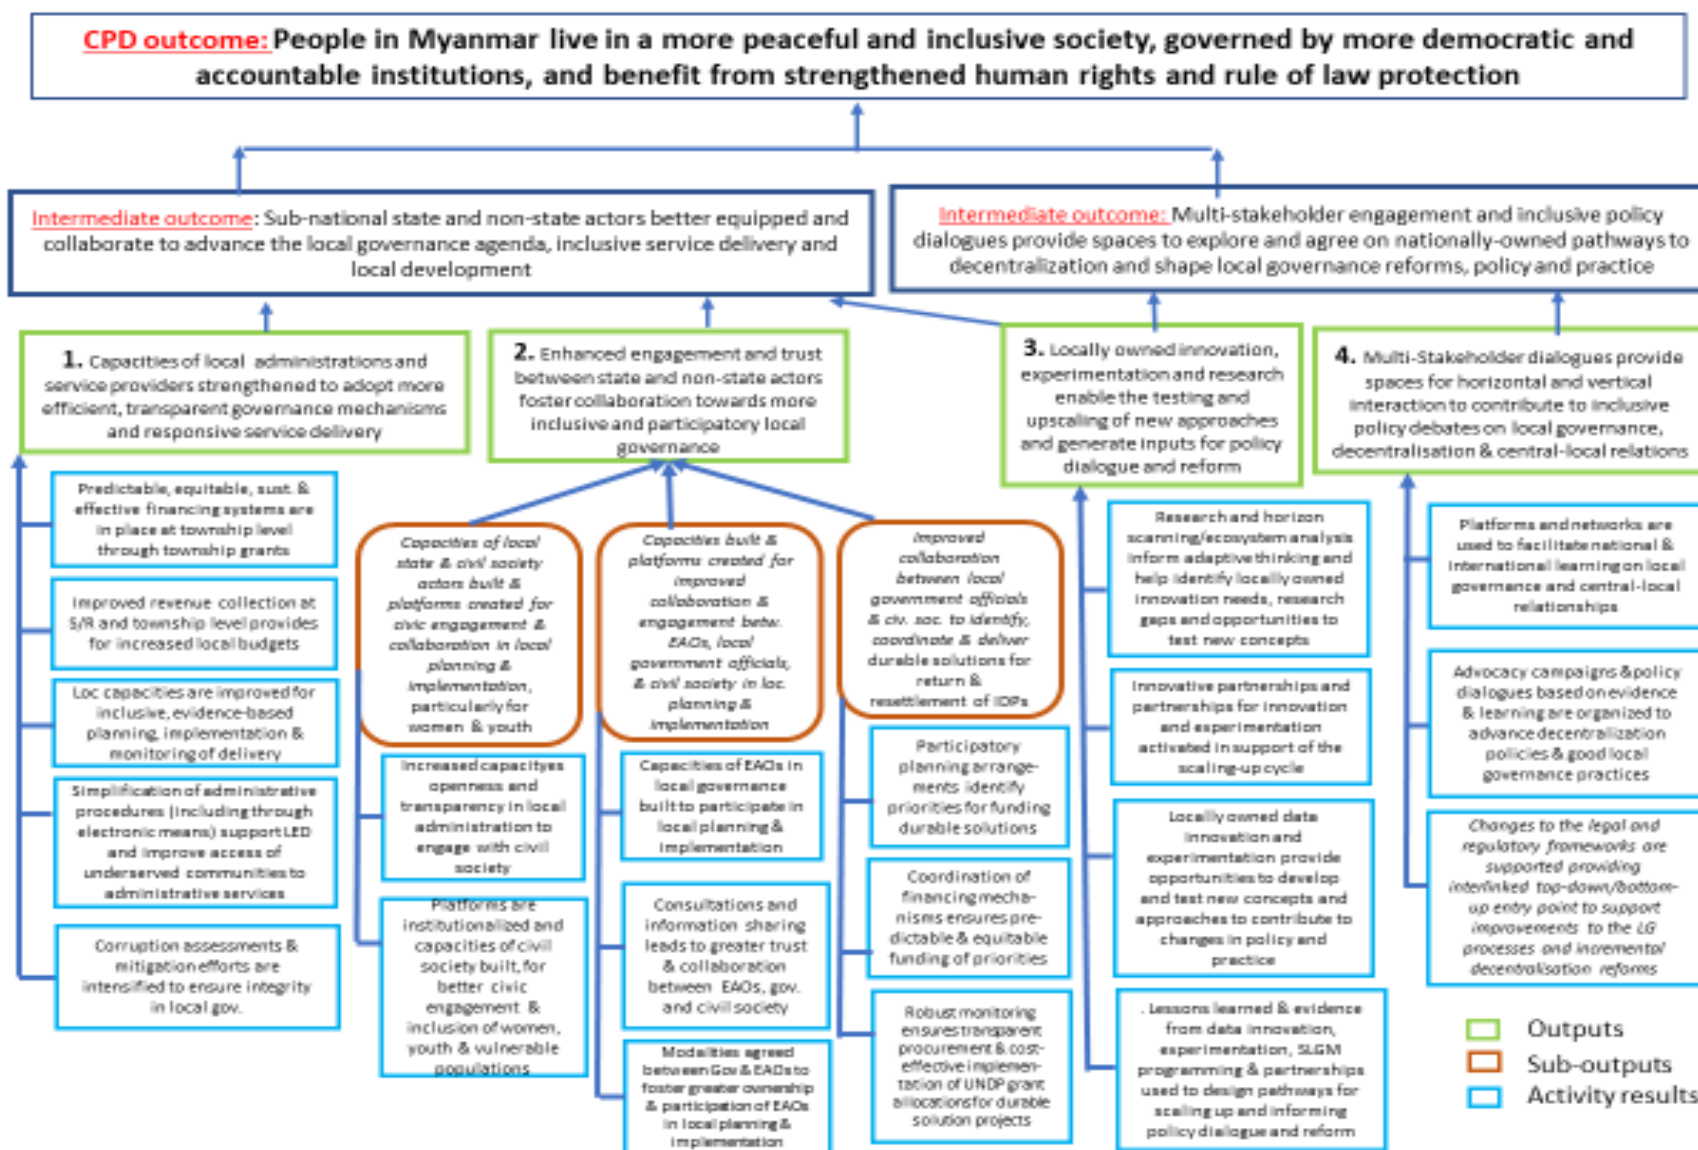 CPD outcome: People in Myanmar live in a more peaceful and inclusive society, governed by more democratic and
accountable institutions, and benefit from strengthened human rights and rule of law protection
Intermediate outcome: Sub-national state and non-state actors better equipped and
collaborate to advance the local governance agenda, inclusive service delivery and
local development
Intermediate outcome: Multi-stakeholder engagement and inclusive policy
dialogues provide spaces to explore and agree on nationally-owned pathways to
decentralization and shape local governance reforms, policy and practice
1. Capacities of local administrations and
service providers strengthened to adopt more
efficient, transparent governance mechanisms
and responsive service delivery
2. Enhanced engagement and trust
between state and non-state actors
foster collaboration towards more
inclusive and participatory local
governance
3. Locally owned innovation,
experimentation and research
enable the testing and
upscaling of new approaches
and generate inputs for policy
dialogue and reform
4. Multi-Stakeholder dialogues provide
spaces for horizontal and vertical
interaction to contribute to inclusive
policy debates on local governance,
decentralisation & central-local relations
Predictable, equitable, sust. &
effective financing systems are
in place at township level
through township grants
Improved revenue collection at
S/R and township level provides
for increased local budgets
Loc capacities are improved for
inclusive, evidence-based
planning, implementation &
monitoring of delivery
Simplification of administrative
procedures (including through
electronic means) support LED
and improve access of
underserved communities to
administrative services
Corruption assessments &
mitigation efforts are
intensified to ensure integrity
in local gov.
Capacities of local
state & civil society
actors built &
platforms created for
civic engagement &
collaboration in local
planning &
implementation,
particularly for
women & youth
Increased capacityes
openness and
transparency in local
administration to
engage with civil
society
Platforms are
institutionalized and
capacities of civil
society built, for
better civic
engagement &
inclusion of women,
youth & vulnerable
populations
Capacities built &
platforms created for
improved
collaboration &
engagement betw.
EAOs, local
government officials,
& civil society in loc.
planning &
implementation
Capacities of EAOs in
local governance
built to participate in
local planning &
implementation
Consultations and
information sharing
leads to greater trust
& collaboration
between EAOs, gov.
and civil society
Modalities agreed
between Gov & EAOs to
foster greater ownership
& participation of EAOs
in local planning &
implementation
Improved
collaboration
between local
government officials
& civ. soc. to identify,
coordinate & deliver
durable solutions for
return &
resettlement of IDPs
Participatory
planning arrange-
ments identify
priorities for funding
durable solutions
Coordination of
financing mecha-
nisms ensures pre-
dictable & equitable
funding of priorities
Robust monitoring
ensures transparent
procurement & cost-
effective implemen-
tation of UNDP grant
allocations for durable
solution projects
Research and horizon
scanning/ecosystem analysis
inform adaptive thinking and
help identify locally owned
innovation needs, research
gaps and opportunities to
test new concepts
Innovative partnerships and
partnerships for innovation
and experimentation
activated in support of the
scaling-up cycle
Locally owned data
innovation and
experimentation provide
opportunities to develop
and test new concepts and
approaches to contribute to
changes in policy and
practice
. Lessons learned & evidence
from data innovation,
experimentation, SLGM
programming & partnerships
used to design pathways for
scaling up and informing
policy dialogue and reform
Platforms and networks are
used to facilitate national &
international learning on local
governance and central-local
relationships
Advocacy campaigns &policy
dialogues based on evidence
& learning are organized to
advance decentralization
policies & good local
governance practices
Changes to the legal and
regulatory frameworks are
supported providing
interlinked top-down/bottom-
up entry point to support
improvements to the LG
processes and incremental
decentralisation reforms
Outputs
Sub-outputs
Activity results